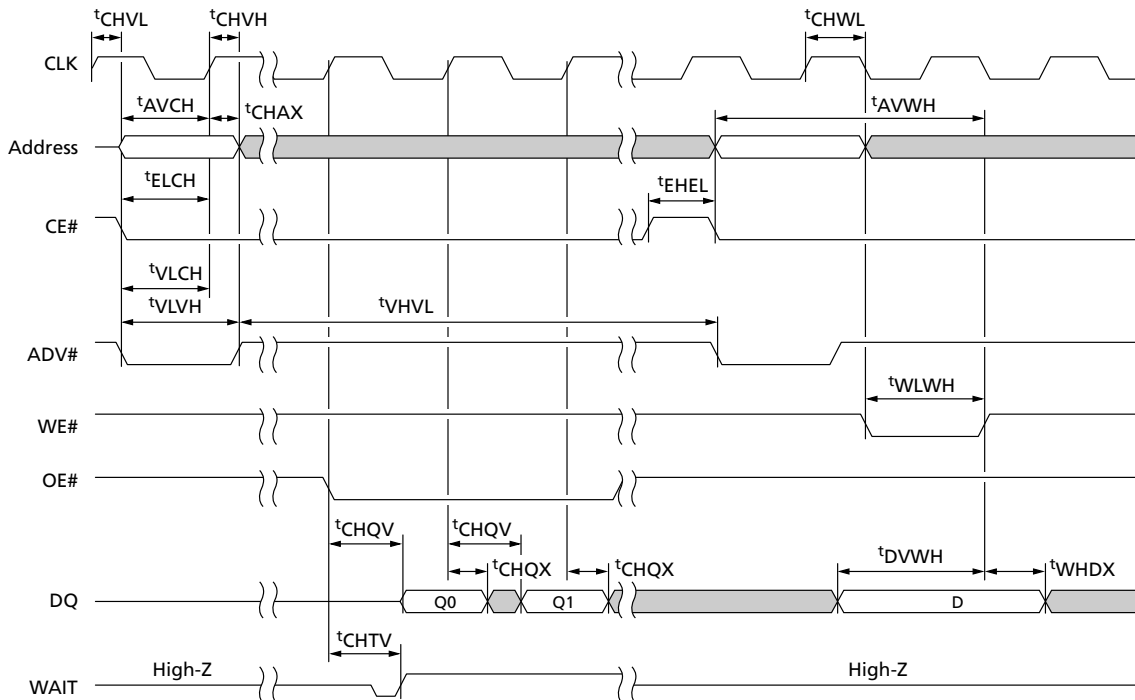 tCHVL tCHVH tCHWL
CLK
tAVCH tCHAX tAVWH
Address
tELCH tEHEL
CE#
tVLCH
tVLVH tVHVL
ADV#
tWLWH
WE#
OE#
tCHQV tCHQV
tCHQX tCHQX tDVWH tWHDX
DQ Q0 Q1 D
tCHTV
High-Z High-Z
WAIT